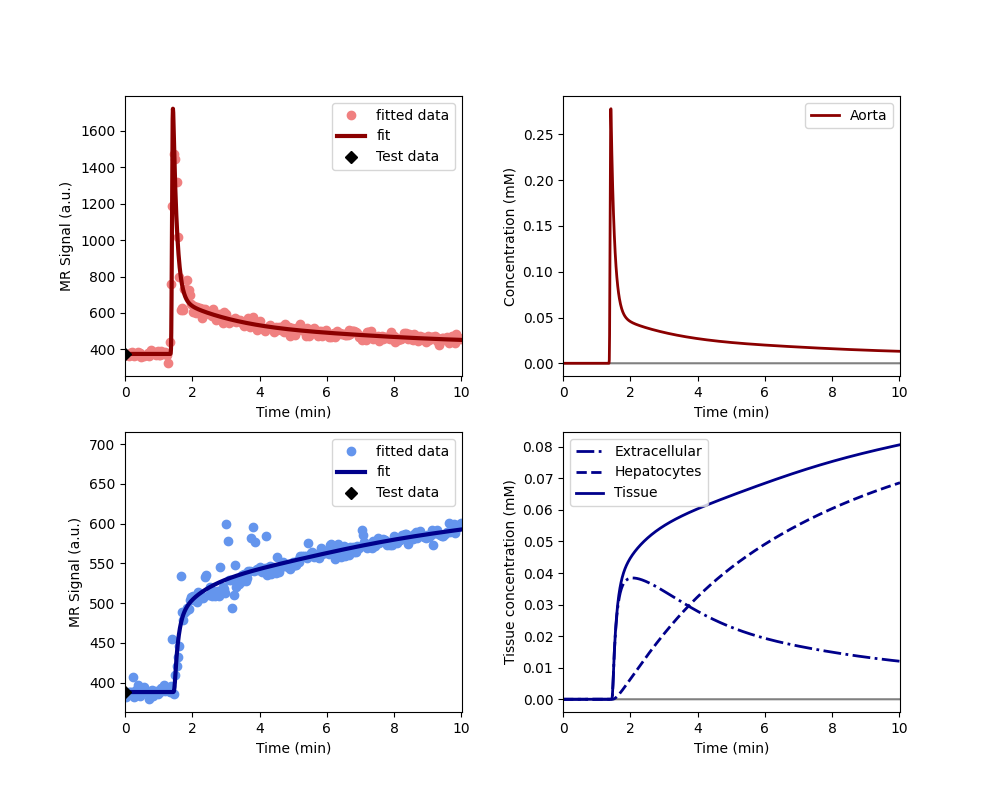 MR Signal (a.u.)
1600
1400
1200
1000
800
600
400
0 2 4 6 8 10
Time (min)
fitted data
fit
Test data
Concentration (mM)
0.25
0.20
0.15
0.10
0.05
0.00
0 2 4 6 8 10
Time (min)
Aorta
MR Signal (a.u.)
700
650
600
550
500
450
400
0 2 4 6 8 10
Time (min)
fitted data
fit
Test data
Tissue concentration (mM)
0.08
0.07
0.06
0.05
0.04
0.03
0.02
0.01
0.00
0 2 4 6 8 10
Time (min)
Extracellular
Hepatocytes
Tissue